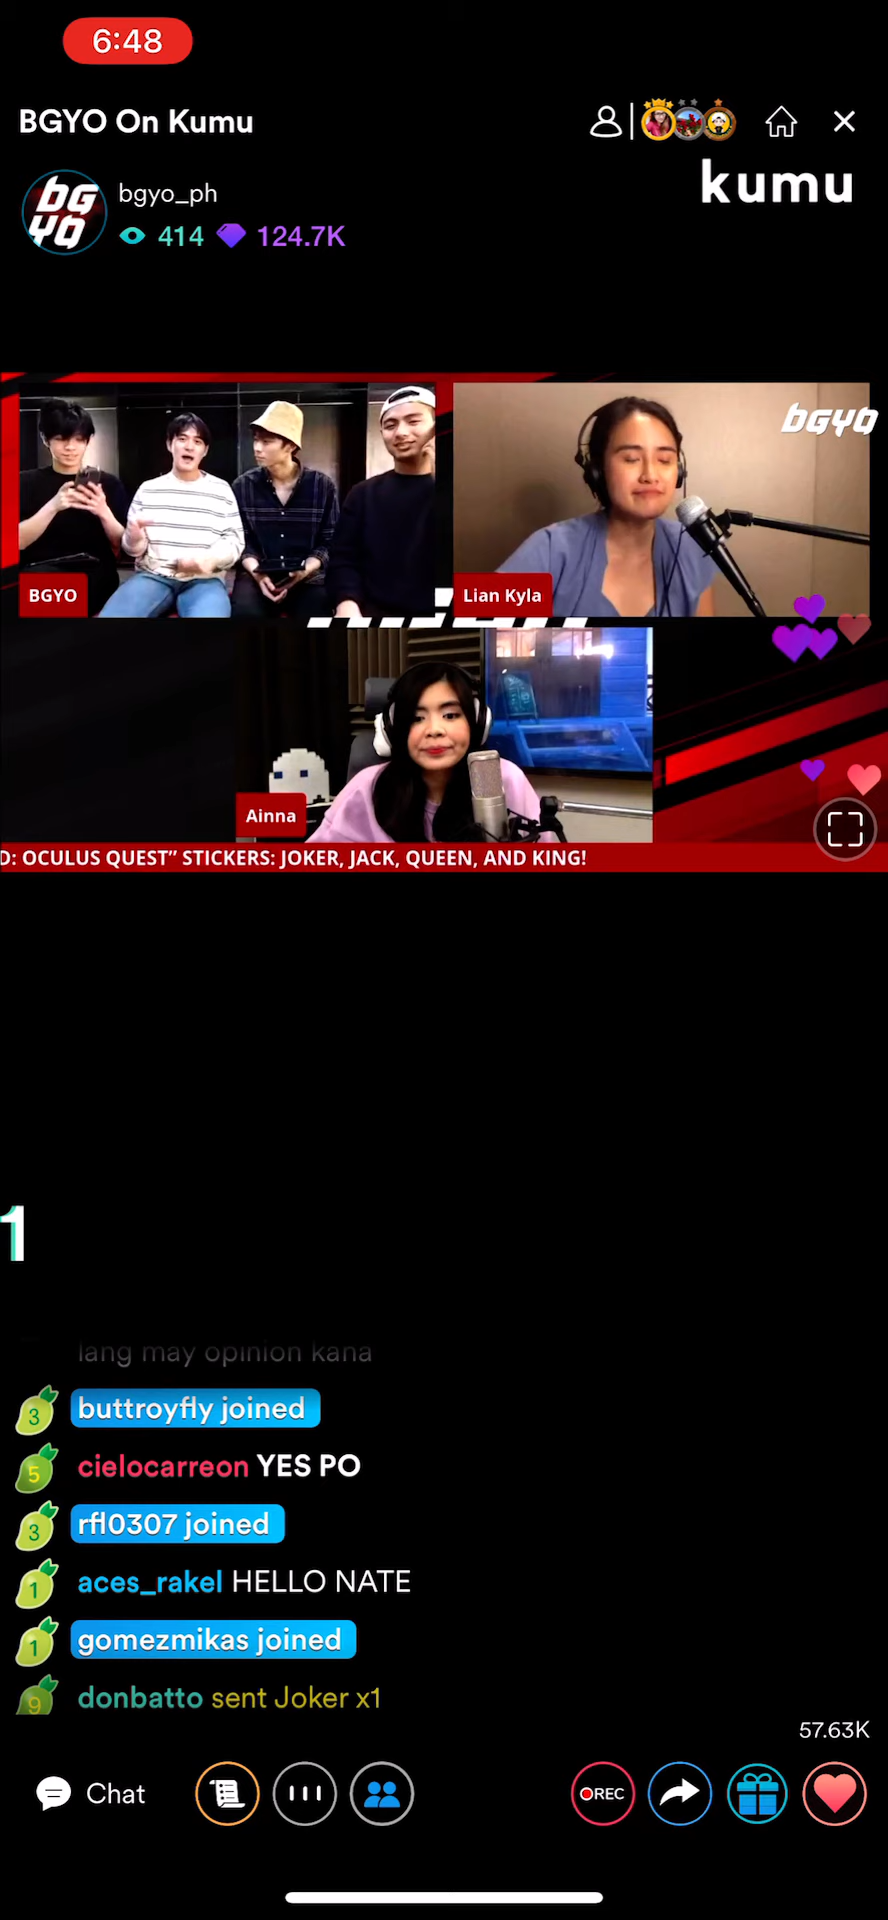 6:48
BGYO On Kumu
kumu
BG
YO
bgyo_ph
414 124.7K
BGYO
BGYO
Lian Kyla
Ainna
D: OCULUS QUEST” STICKERS: JOKER, JACK, QUEEN, AND KING!
1
lang may opinion kana
3 buttroyfly joined
5 cielocarreon YES PO
3 rfl0307 joined
1 aces_rakel HELLO NATE
1 gomezmikas joined
9 donbatto sent Joker x1
57.63K
Chat
REC